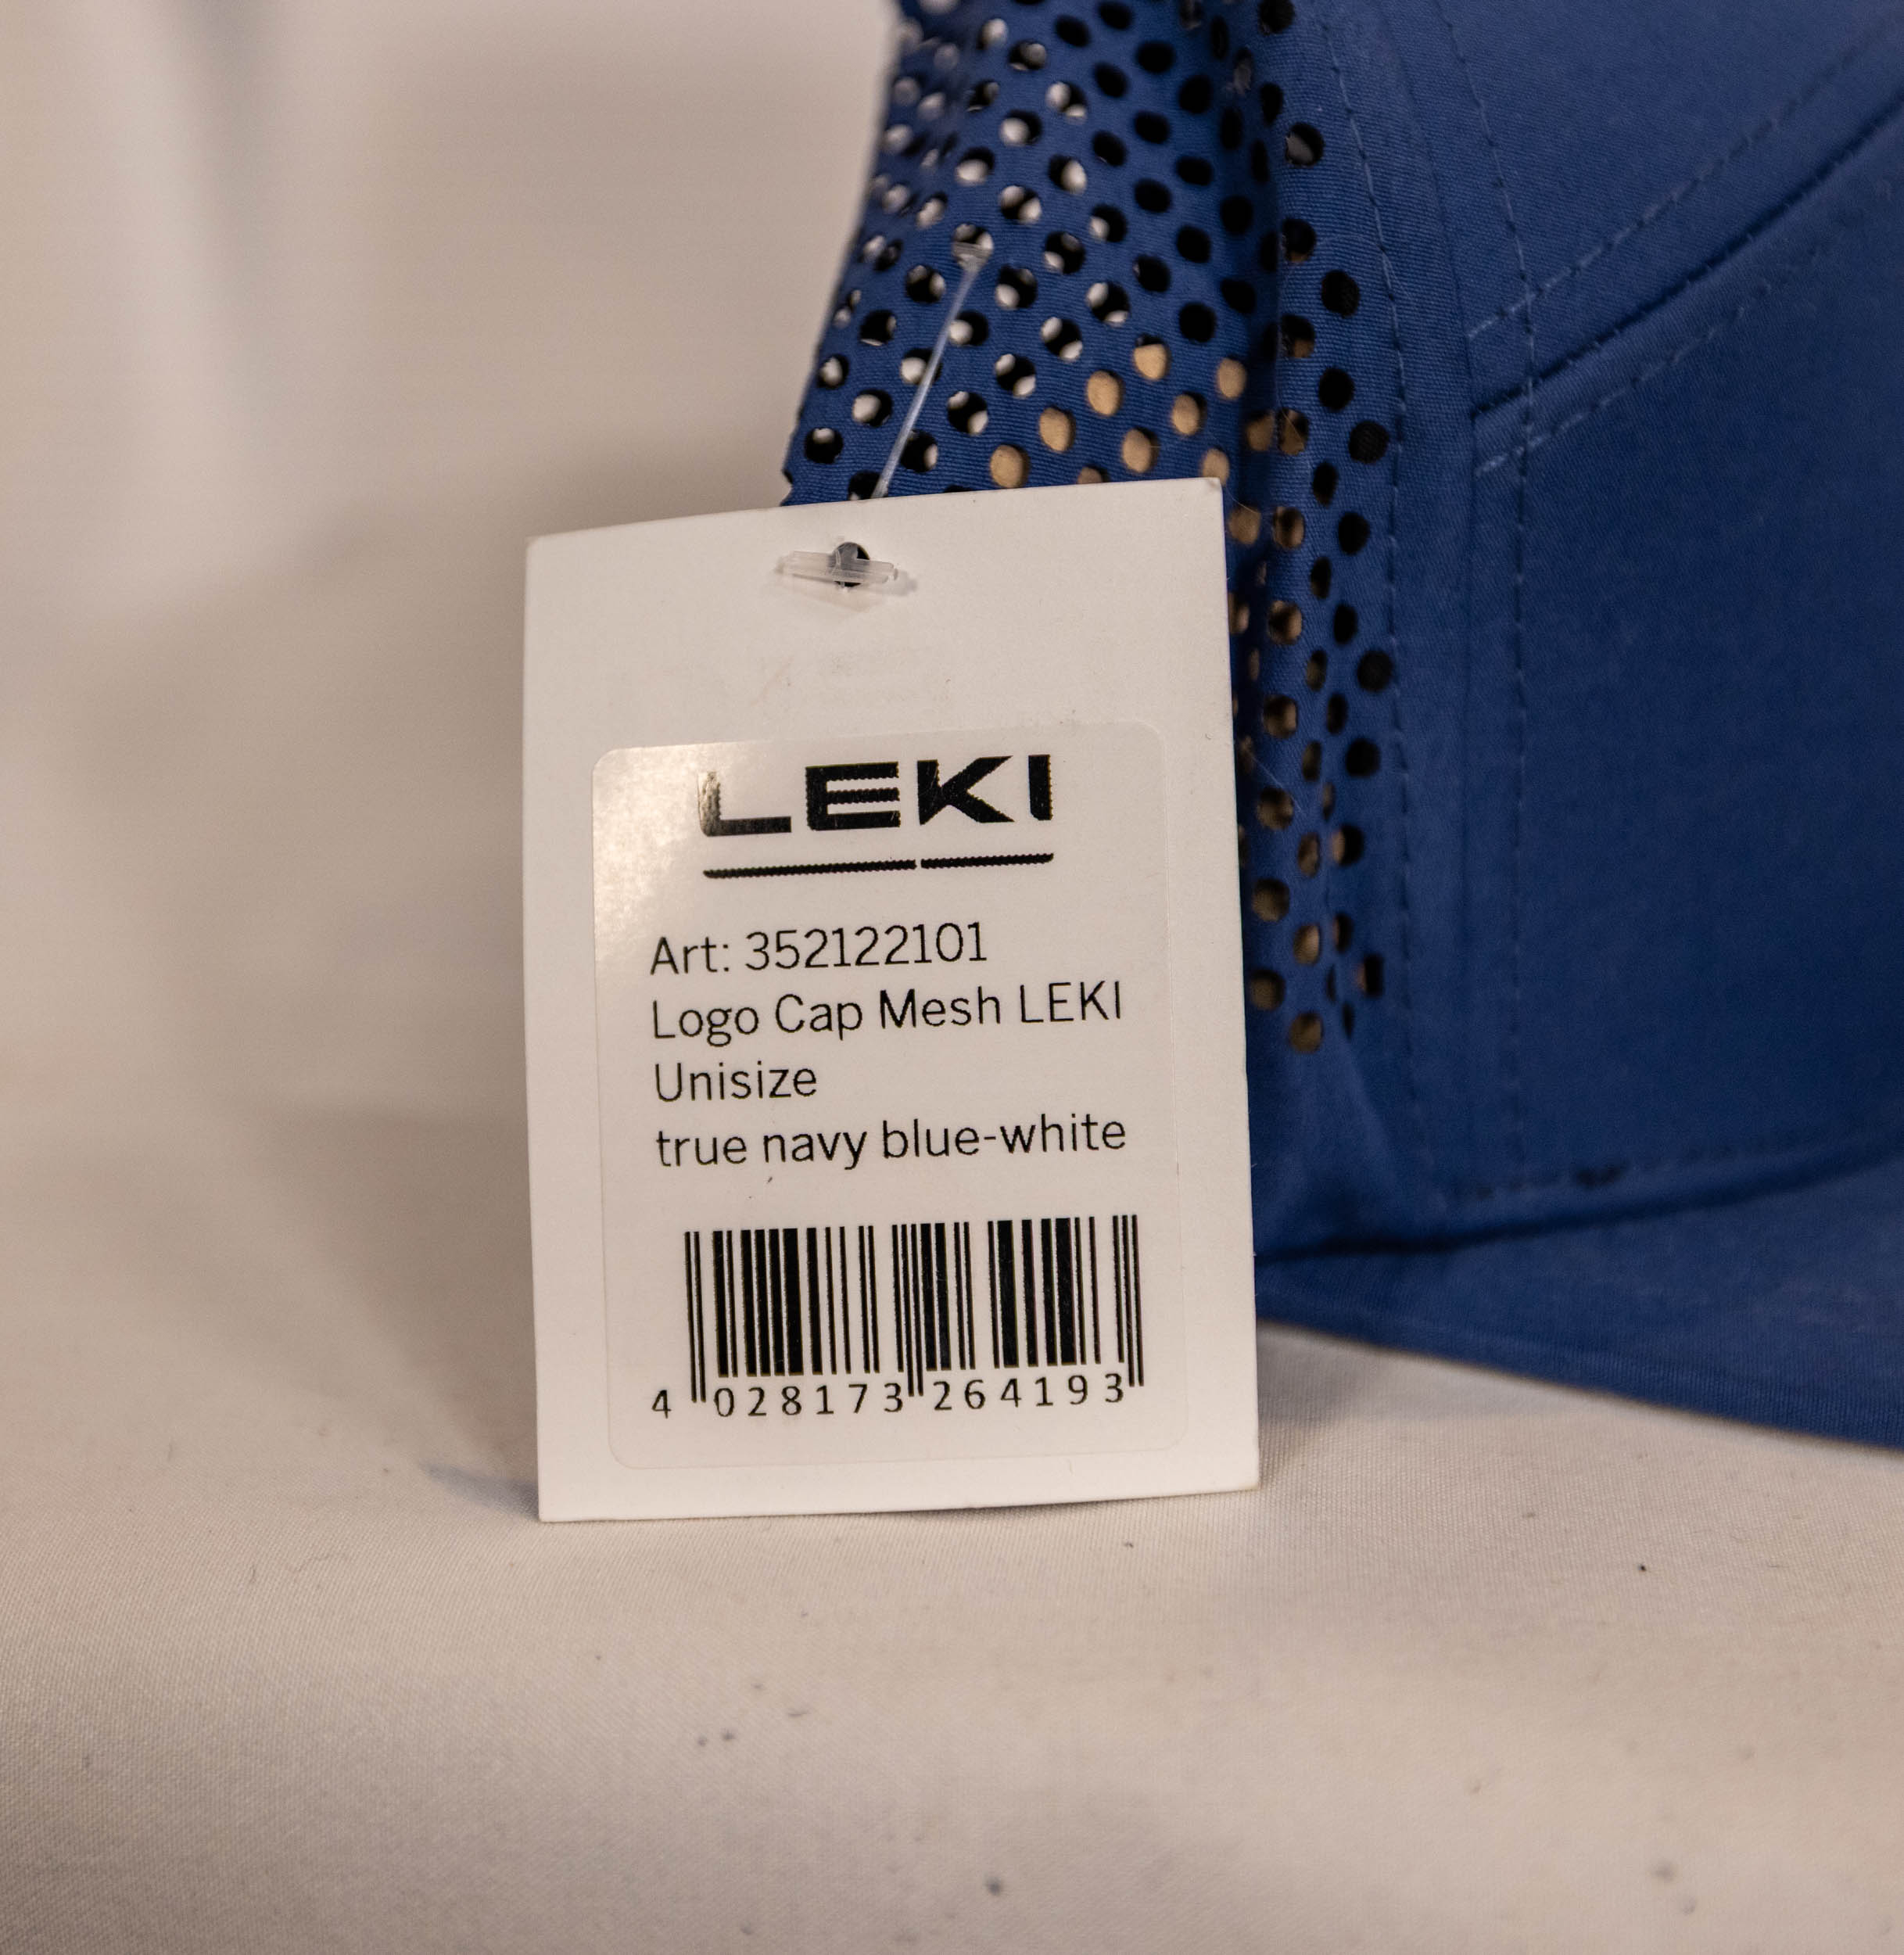 LEKI
Art: 352122101
Logo Cap Mesh LEKI
Unisize
true navy blue-white
4 028173 264193